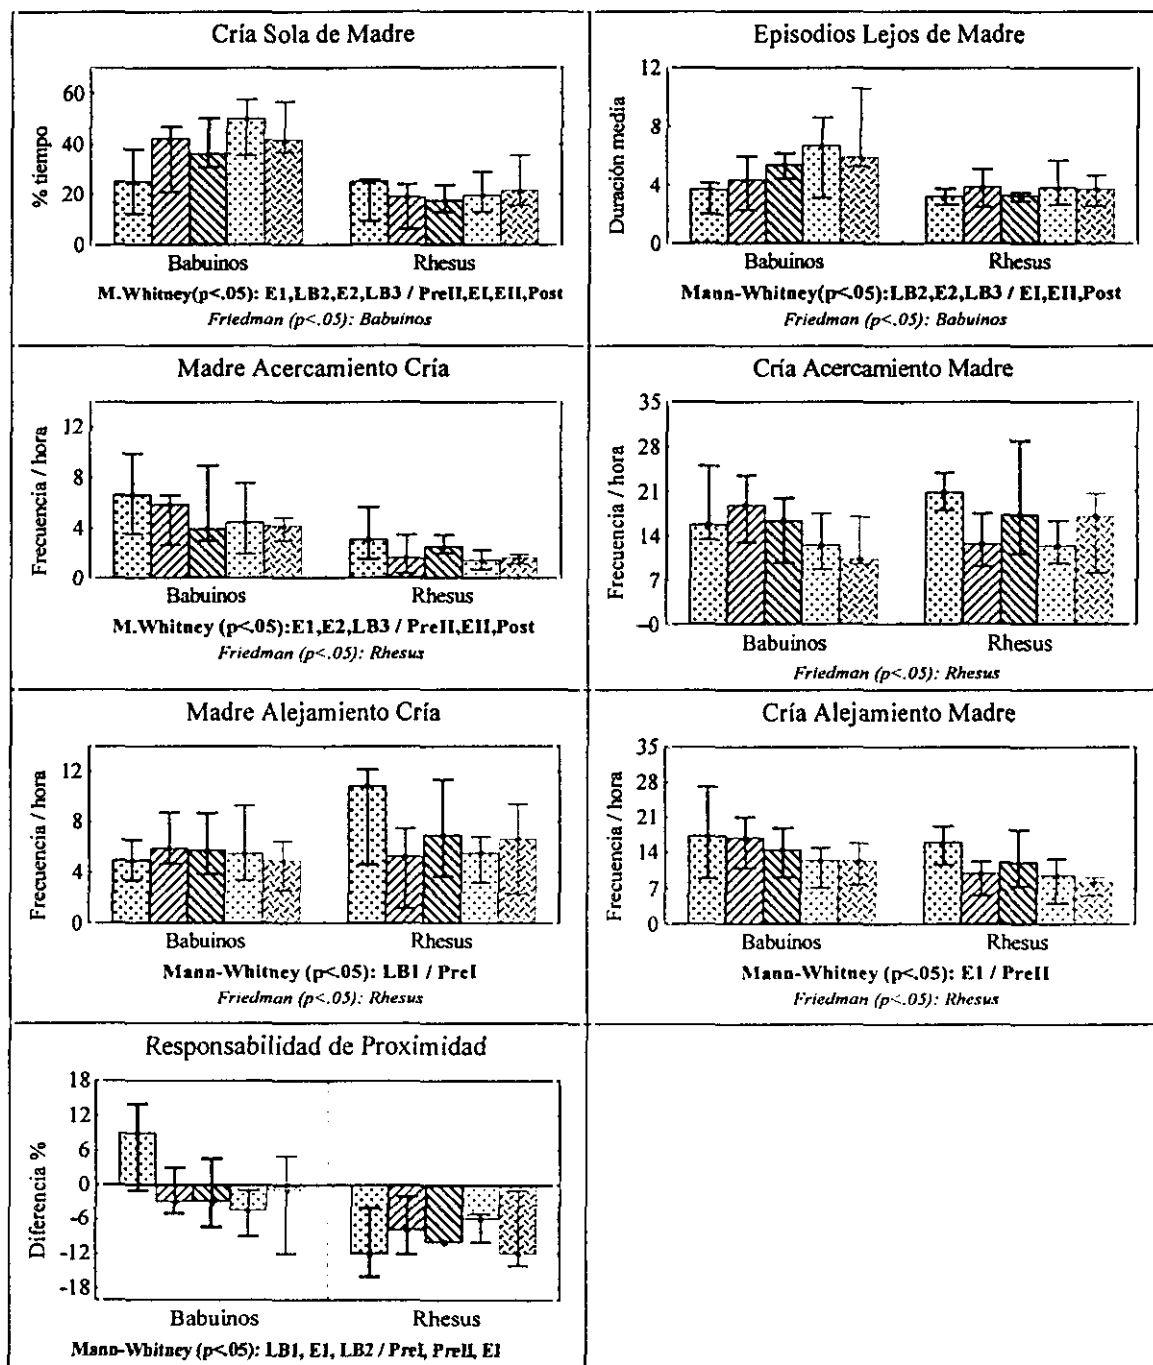 Cría Sola de Madre
% tiempo
60
40
20
0
Babuinos Rhesus
M.Whitney(p<.05): E1,LB2,E2,LB3 / PreII,EI,EII,Post
Friedman (p<.05): Babuinos
Episodios Lejos de Madre
Duración media
12
8
4
0
Babuinos Rhesus
Mann-Whitney(p<.05):LB2,E2,LB3 / EI,EII,Post
Friedman (p<.05): Babuinos
Madre Acercamiento Cría
Frecuencia / hora
12
8
4
0
Babuinos Rhesus
M.Whitney (p<.05):E1,E2,LB3 / PreII,EII,Post
Friedman (p<.05): Rhesus
Cría Acercamiento Madre
Frecuencia / hora
35
28
21
14
7
-0
Babuinos Rhesus
Friedman (p<.05): Rhesus
Madre Alejamiento Cría
Frecuencia / hora
12
8
4
0
Babuinos Rhesus
Mann-Whitney (p<.05): LB1 / PreI
Friedman (p<.05): Rhesus
Cría Alejamiento Madre
Frecuencia / hora
35
28
21
14
7
0
Babuinos Rhesus
Mann-Whitney (p<.05): E1 / PreII
Friedman (p<.05): Rhesus
Responsabilidad de Proximidad
Diferencia %
18
12
6
0
-6
-12
-18
Babuinos Rhesus
Mann-Whitney (p<.05): LB1, E1, LB2 / PreI, PreII, EI